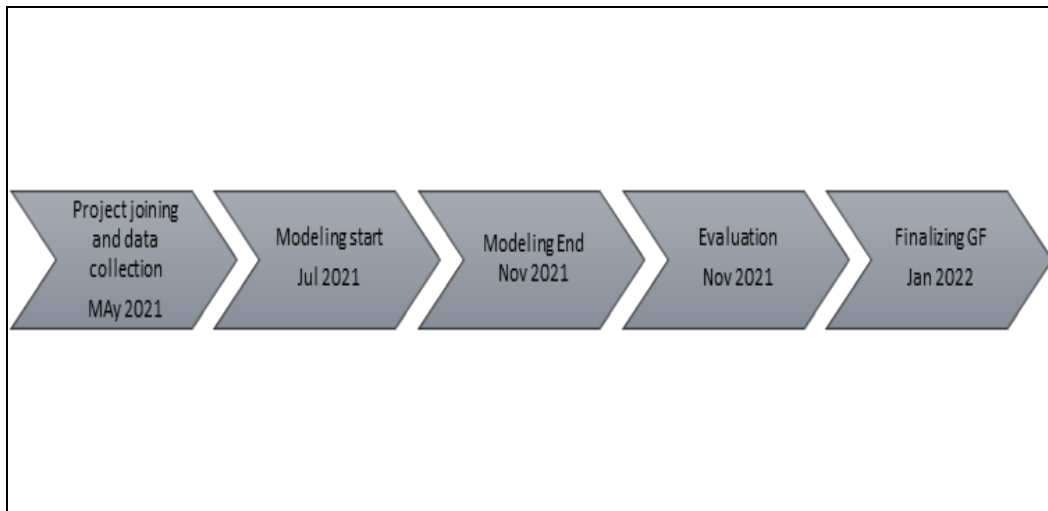 Project joining
and data
collection
MAy 2021
Modeling start
Jul 2021
Modeling End
Nov 2021
Evaluation
Nov 2021
Finalizing GF
Jan 2022